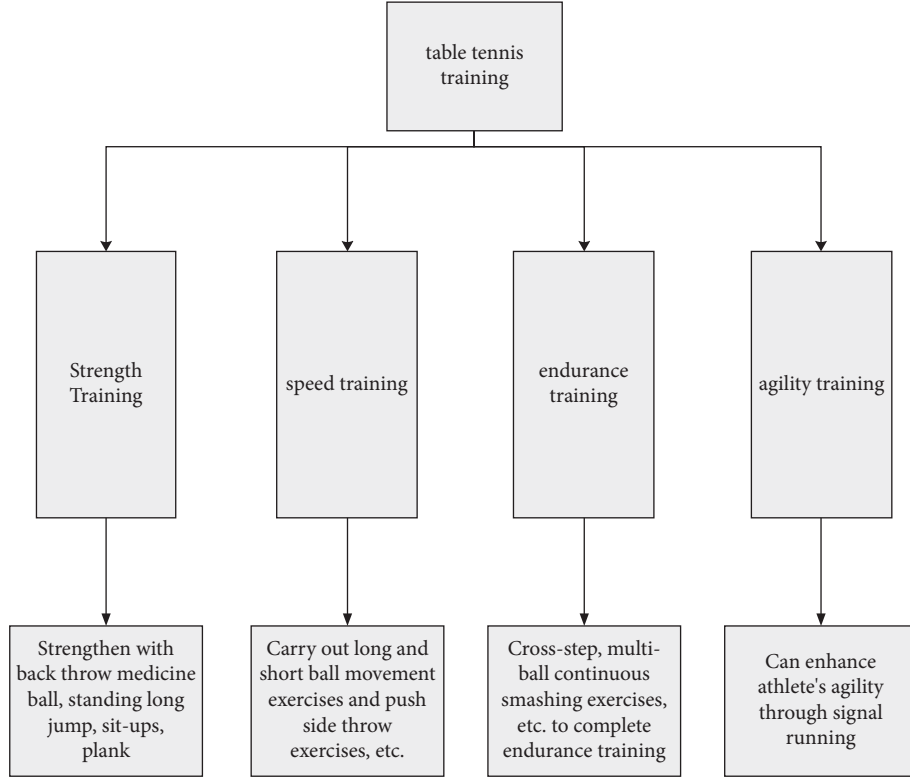 table tennis
training
Strength
Training
speed training
endurance
training
agility training
Strengthen with
back throw medicine
ball, standing long
jump, sit-ups,
plank
Carry out long and
short ball movement
exercises and push
side throw
exercises, etc.
Cross-step, multi-
ball continuous
smashing exercises,
etc. to complete
endurance training
Can enhance
athlete's agility
through signal
running